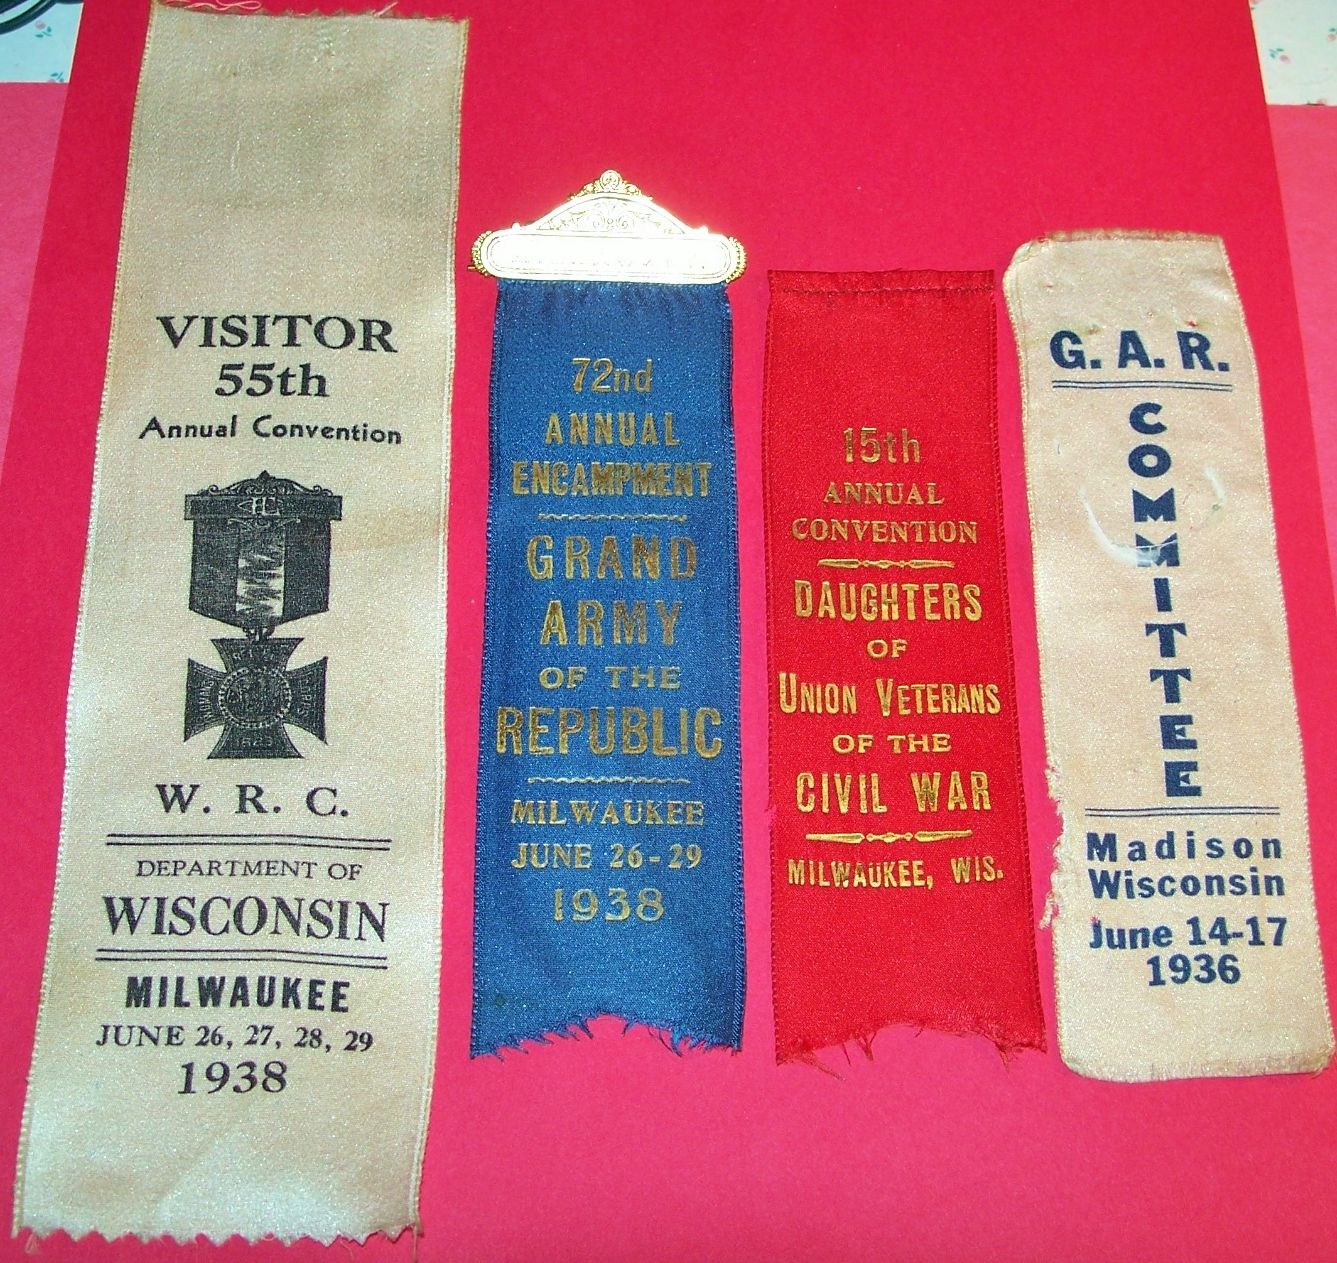 VISITOR
55th
Annual Convention
W. R. C.
DEPARTMENT OF
WISCONSIN
MILWAUKEE
JUNE 26, 27, 28, 29
1938
72nd
ANNUAL
ENCAMPMENT
GRAND
ARMY
OF THE
REPUBLIC
MILWAUKEE
JUNE 26-29
1938
15th
ANNUAL
CONVENTION
DAUGHTERS
OF
UNION VETERANS
OF THE
CIVIL WAR
MILWAUKEE, WIS.
G. A. R.
COMMITTEE
Madison
Wisconsin
June 14-17
1936